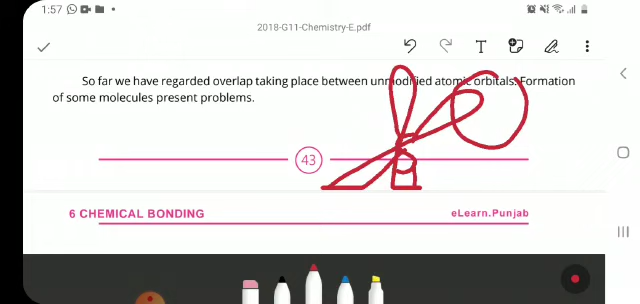 1:57
2018-G11-Chemistry-E.pdf
T
So far we have regarded overlap taking place between unmodified atomic orbitals. Formation
of some molecules present problems.
43
6 CHEMICAL BONDING
eLearn.Punjab